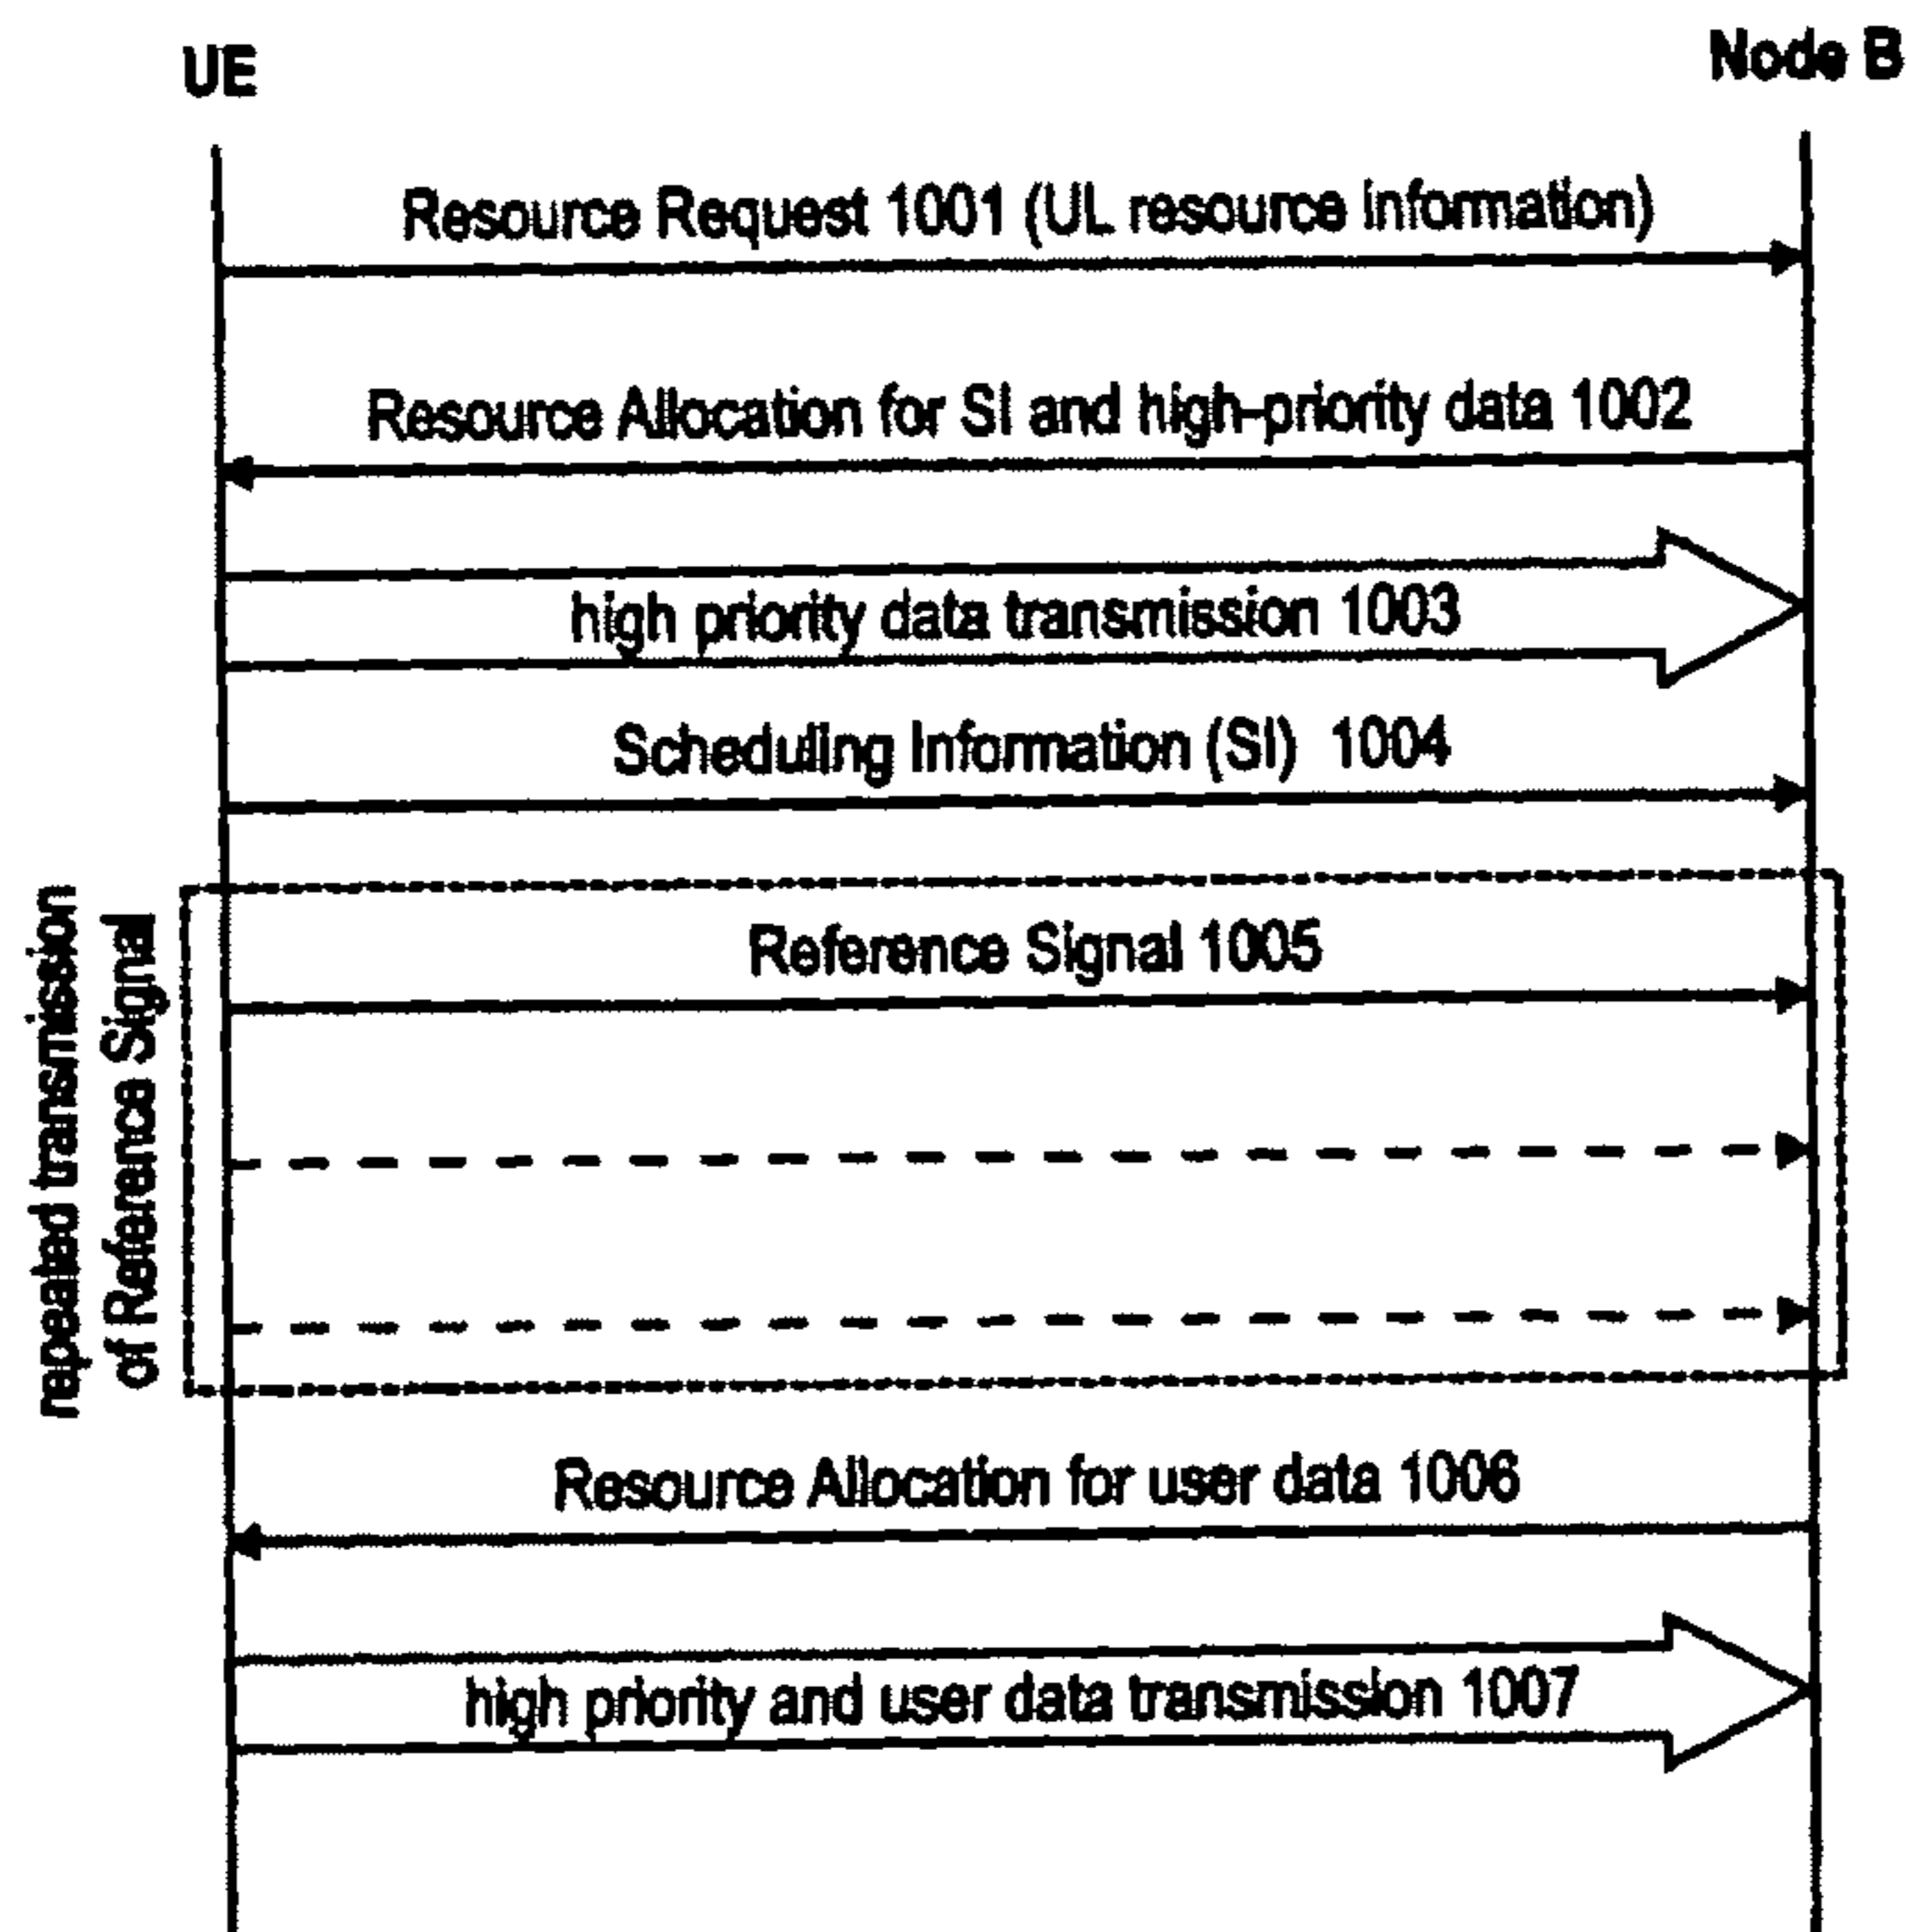 UE
Node B
Resource Request 1001 (UL resource information)
Resource Allocation for SI and high-priority data 1002
high priority data transmission 1003
Scheduling Information (SI) 1004
repeated transmission
of Reference Signal
Reference Signal 1005
Resource Allocation for user data 1006
high priority and user data transmission 1007